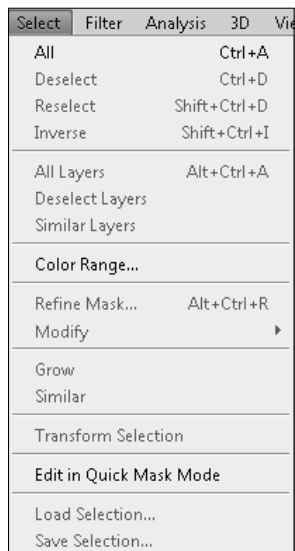 Select Filter Analysis 3D Vie
All Ctrl+A
Deselect Ctrl+D
Reselect Shift+Ctrl+D
Inverse Shift+Ctrl+I
All Layers Alt+Ctrl+A
Deselect Layers
Similar Layers
Color Range...
Refine Mask... Alt+Ctrl+R
Modify
Grow
Similar
Transform Selection
Edit in Quick Mask Mode
Load Selection...
Save Selection...